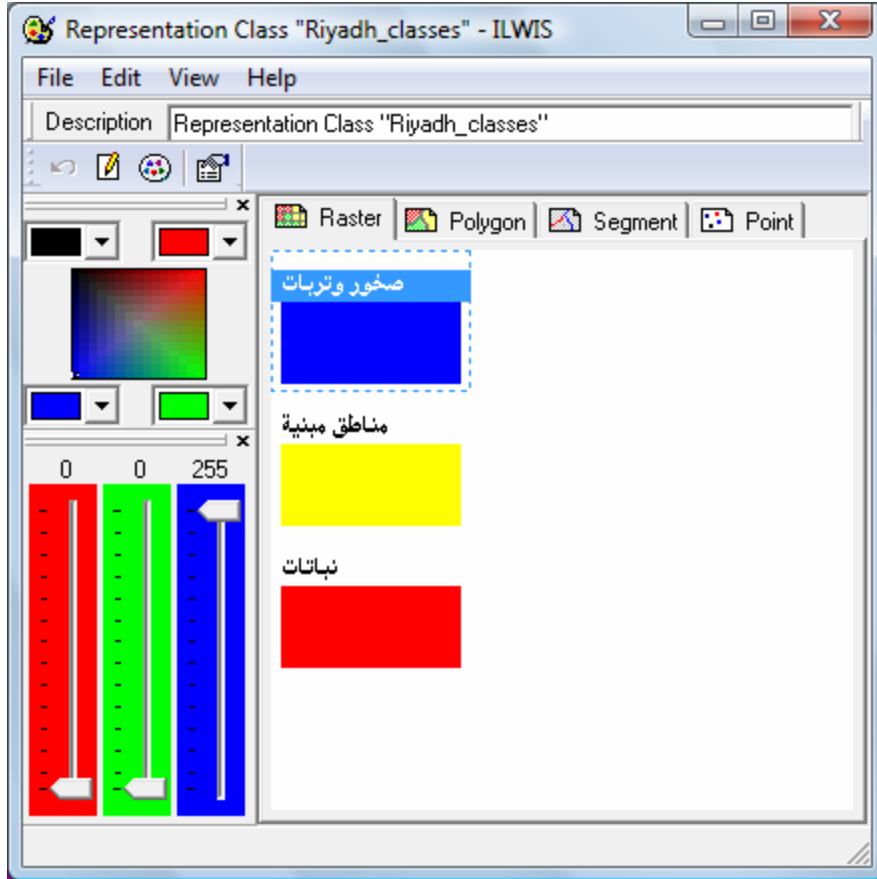 Representation Class "Riyadh_classes" - ILWIS
File Edit View Help
Description Representation Class "Riyadh_classes"
Raster Polygon Segment Point
صخور وتربات
مناطق مبنية
نباتات
0 0 255